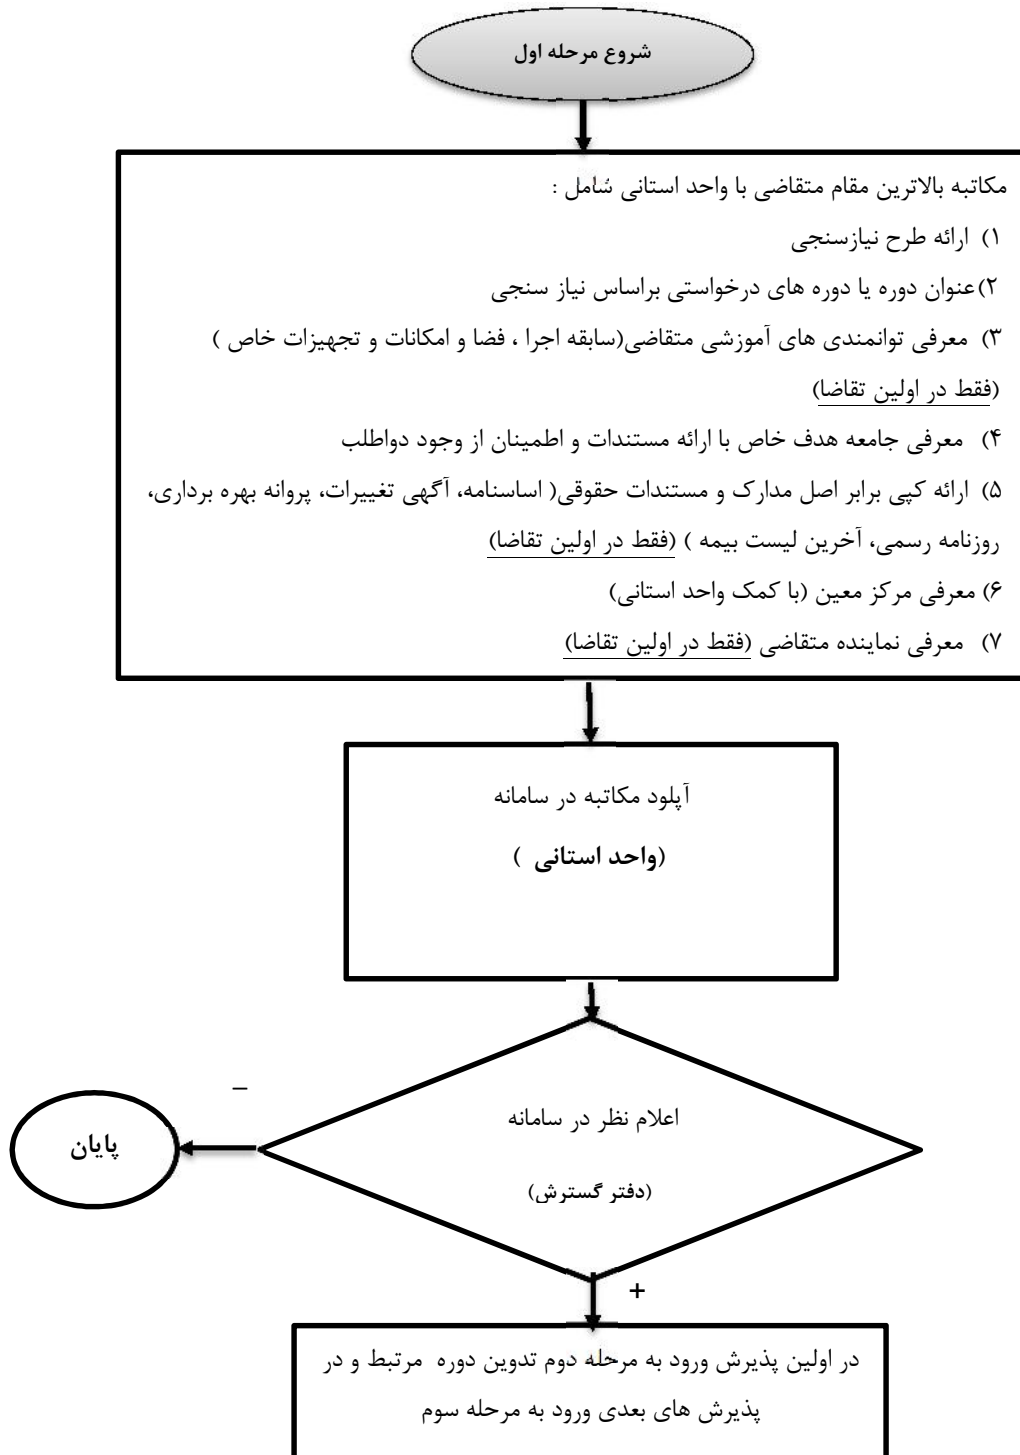 شروع مرحله اول
مکاتبه بالاترین مقام متقاضی با واحد استانی شامل :
۱) ارائه طرح نیازسنجی
۲)عنوان دوره یا دوره های درخواستی براساس نیاز سنجی
۳) معرفی توانمندی های آموزشی متقاضی(سابقه اجرا ، فضا و امکانات و تجهیزات خاص )
(فقط در اولین تقاضا)
۴) معرفی جامعه هدف خاص با ارائه مستندات و اطمینان از وجود دواطلب
۵) ارائه کپی برابر اصل مدارک و مستندات حقوقی( اساسنامه، آگهی تغییرات، پروانه بهره برداری،
روزنامه رسمی، آخرین لیست بیمه ) (فقط در اولین تقاضا)
۶) معرفی مرکز معین (با کمک واحد استانی)
۷) معرفی نماینده متقاضی (فقط در اولین تقاضا)
آپلود مکاتبه در سامانه
(واحد استانی )
–
اعلام نظر در سامانه
پایان
(دفتر گسترش)
+
در اولین پذیرش ورود به مرحله دوم تدوین دوره مرتبط و در
پذیرش های بعدی ورود به مرحله سوم